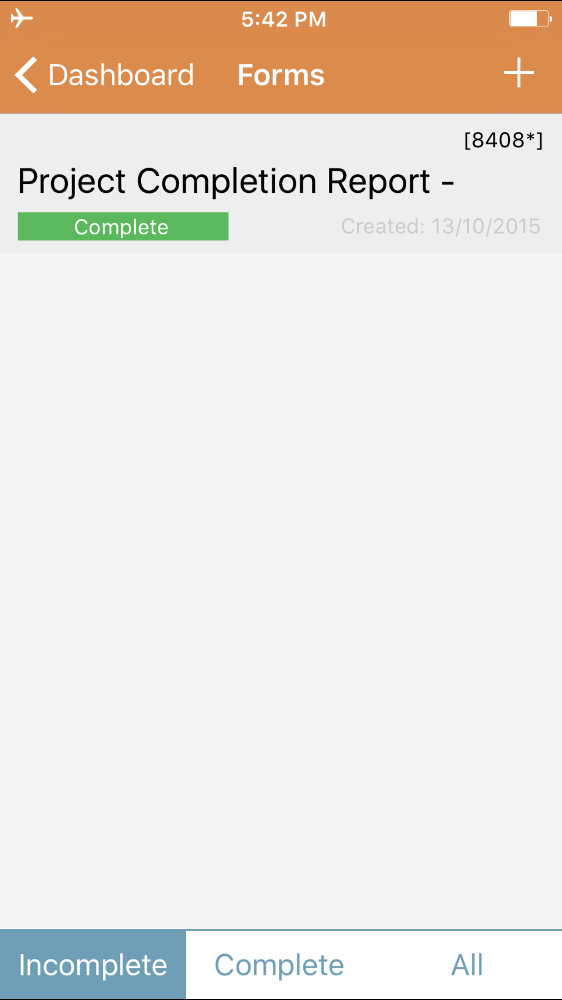 5:42 PM
Dashboard Forms
[8408*]
Project Completion Report -
Complete Created: 13/10/2015
Incomplete Complete All